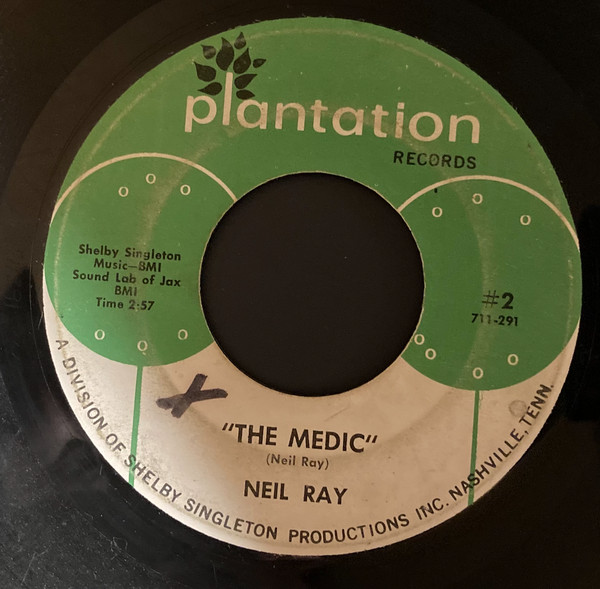 plantation
RECORDS
Shelby Singleton
Music—BMI
Sound Lab of Jax
BMI
Time 2:57
#2
711-291
"THE MEDIC"
(Neil Ray)
NEIL RAY
A DIVISION OF SHELBY SINGLETON PRODUCTIONS INC. NASHVILLE, TENN.